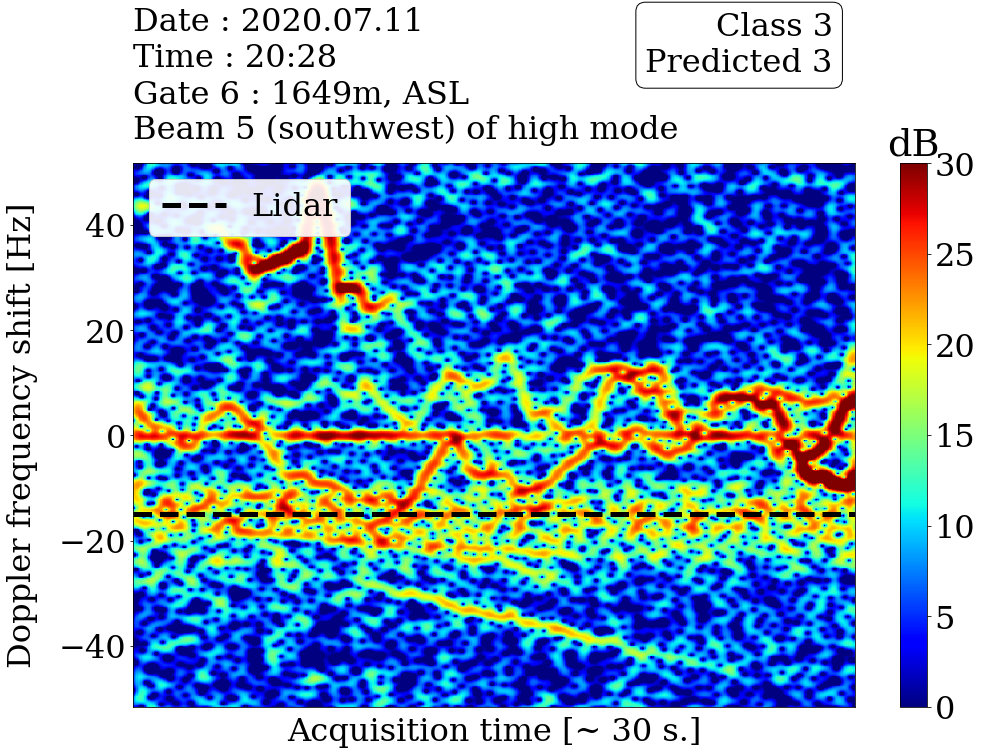 Date : 2020.07.11
Time : 20:28
Gate 6 : 1649m, ASL
Beam 5 (southwest) of high mode
Class 3
Predicted 3
dB
Lidar
Doppler frequency shift [Hz]
40
20
0
−20
−40
30
25
20
15
10
5
0
Acquisition time [~ 30 s.]